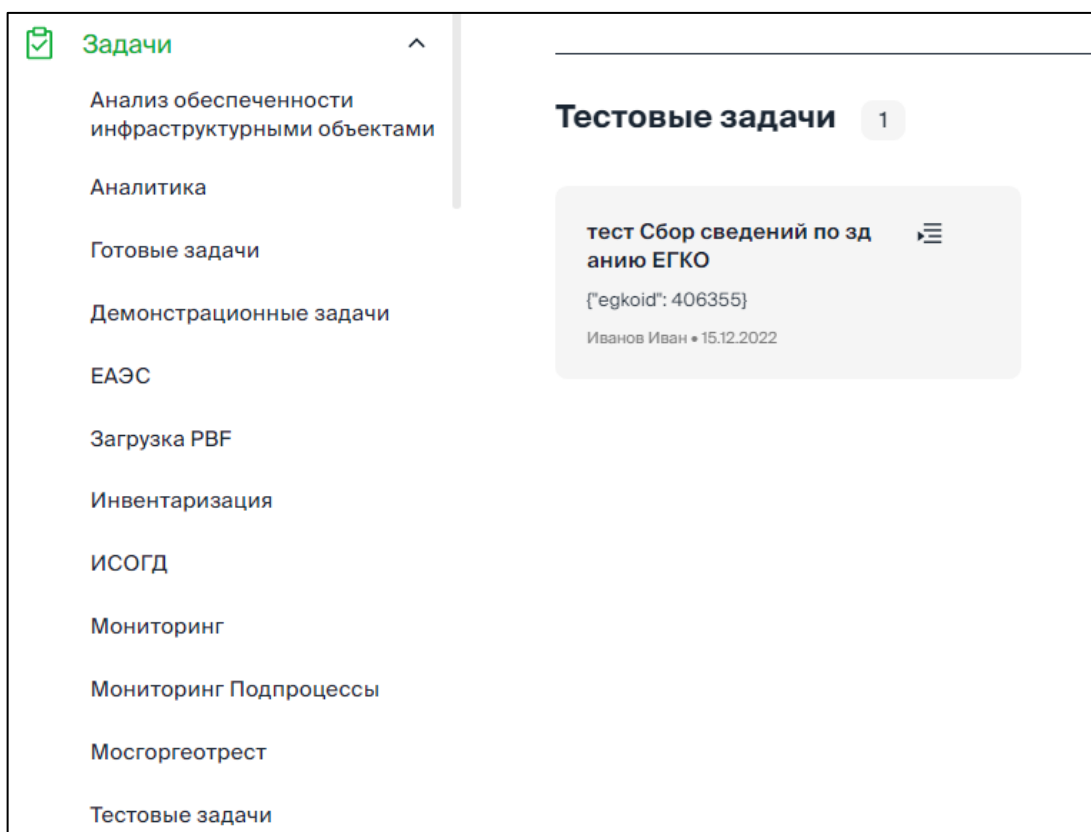 Задачи
Анализ обеспеченности
инфраструктурными объектами
Аналитика
Готовые задачи
Демонстрационные задачи
ЕАЭС
Загрузка PBF
Инвентаризация
ИСОГД
Мониторинг
Мониторинг Подпроцессы
Мосгоргеотрест
Тестовые задачи
Тестовые задачи 1
тест Сбор сведений по зд
анию ЕГКО
{"egkoid": 406355}
Иванов Иван • 15.12.2022